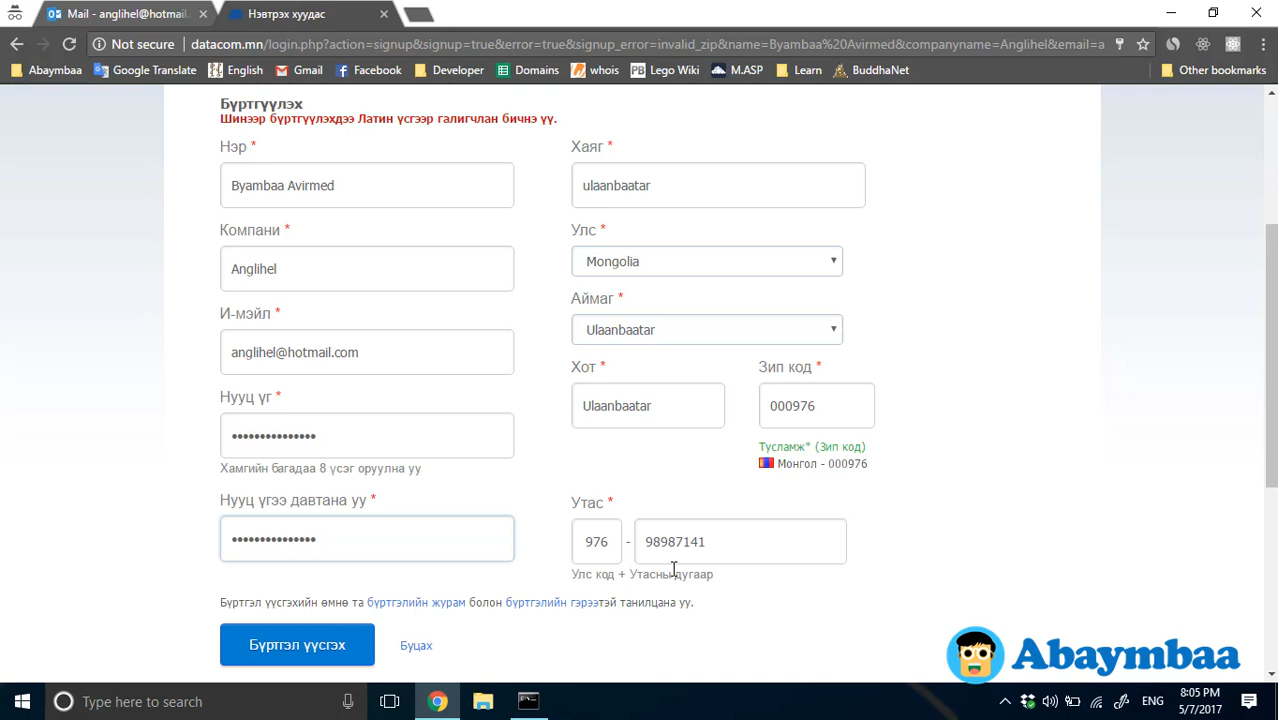 Mail - anglihel@hotmail.
Нэвтрэх хуудас
Not secure
datacom.mn/login.php?action=signup&signup=true&error=true&signup_error=invalid_zip&name=Byambaa%20Avirmed&companyname=Anglihel&email=a
Abaymbaa
Google Translate
English
Gmail
Facebook
Developer
Domains
whois
PB Lego Wiki
M.ASP
Learn
BuddhaNet
Other bookmarks
Бүртгүүлэх
Шинээр бүртгүүлэхдээ Латин үсгээр галигчлан бичнэ үү.
Нэр *
Byambaa Avirmed
Компани *
Anglihel
И-мэйл *
anglihel@hotmail.com
Нууц үг *
•••••••••••••••
Хамгийн багадаа 8 үсэг оруулна уу
Нууц үгээ давтана уу *
•••••••••••••••
Хаяг *
ulaanbaatar
Улс *
Mongolia
Аймаг *
Ulaanbaatar
Хот *
Ulaanbaatar
Зип код *
000976
Тусламж* (Зип код)
Монгол - 000976
Утас *
976 - 98987141
Улс код + Утасны дугаар
Бүртгэл үүсгэхийн өмнө та бүртгэлийн журам болон бүртгэлийн гэрээтэй танилцана уу.
Бүртгэл үүсгэх
Буцах
Abaymbaa
Type here to search
ENG
8:05 PM
5/7/2017